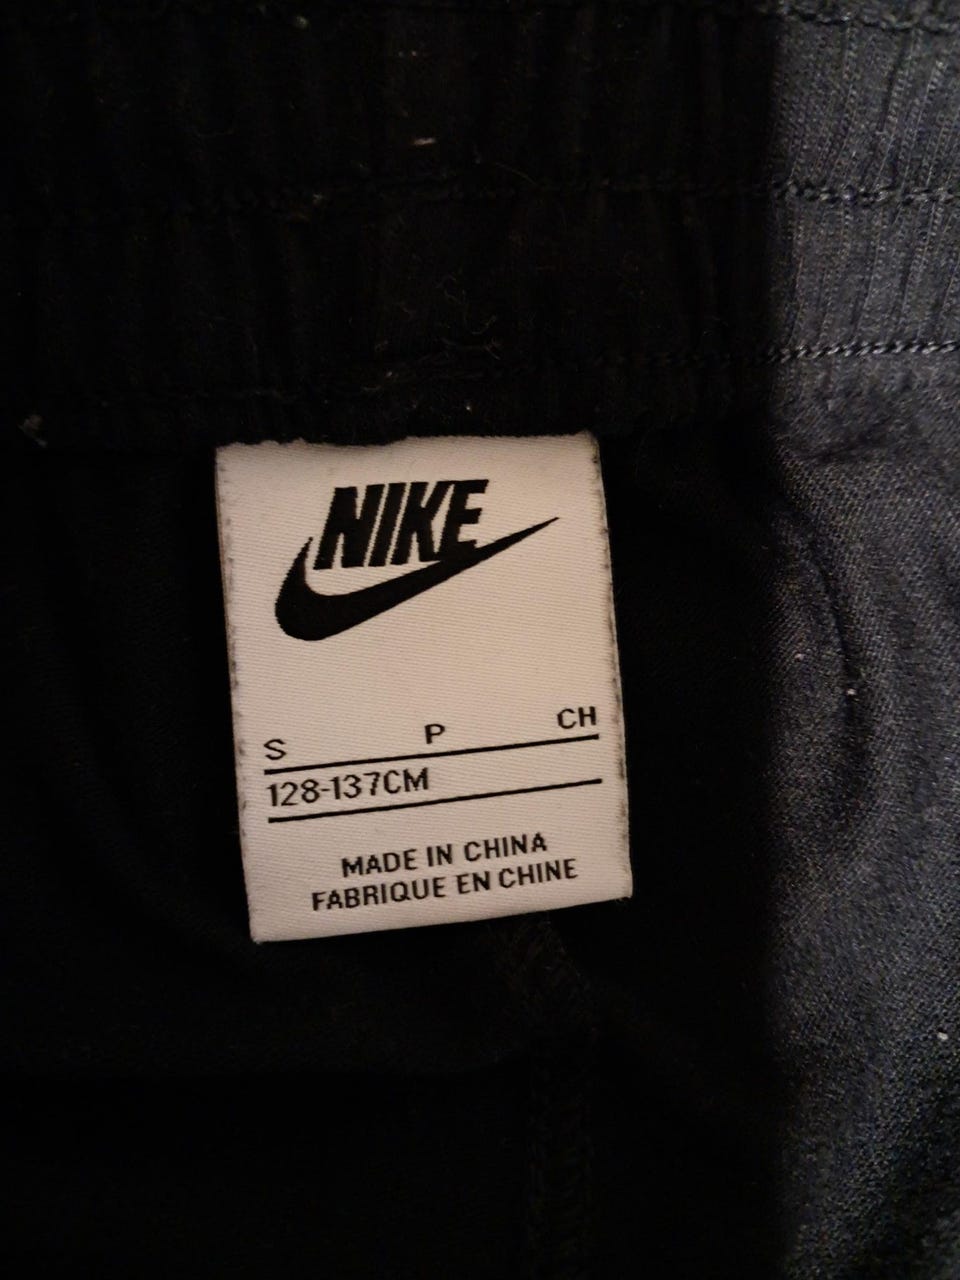 NIKE
S P CH
128-137CM
MADE IN CHINA
FABRIQUE EN CHINE